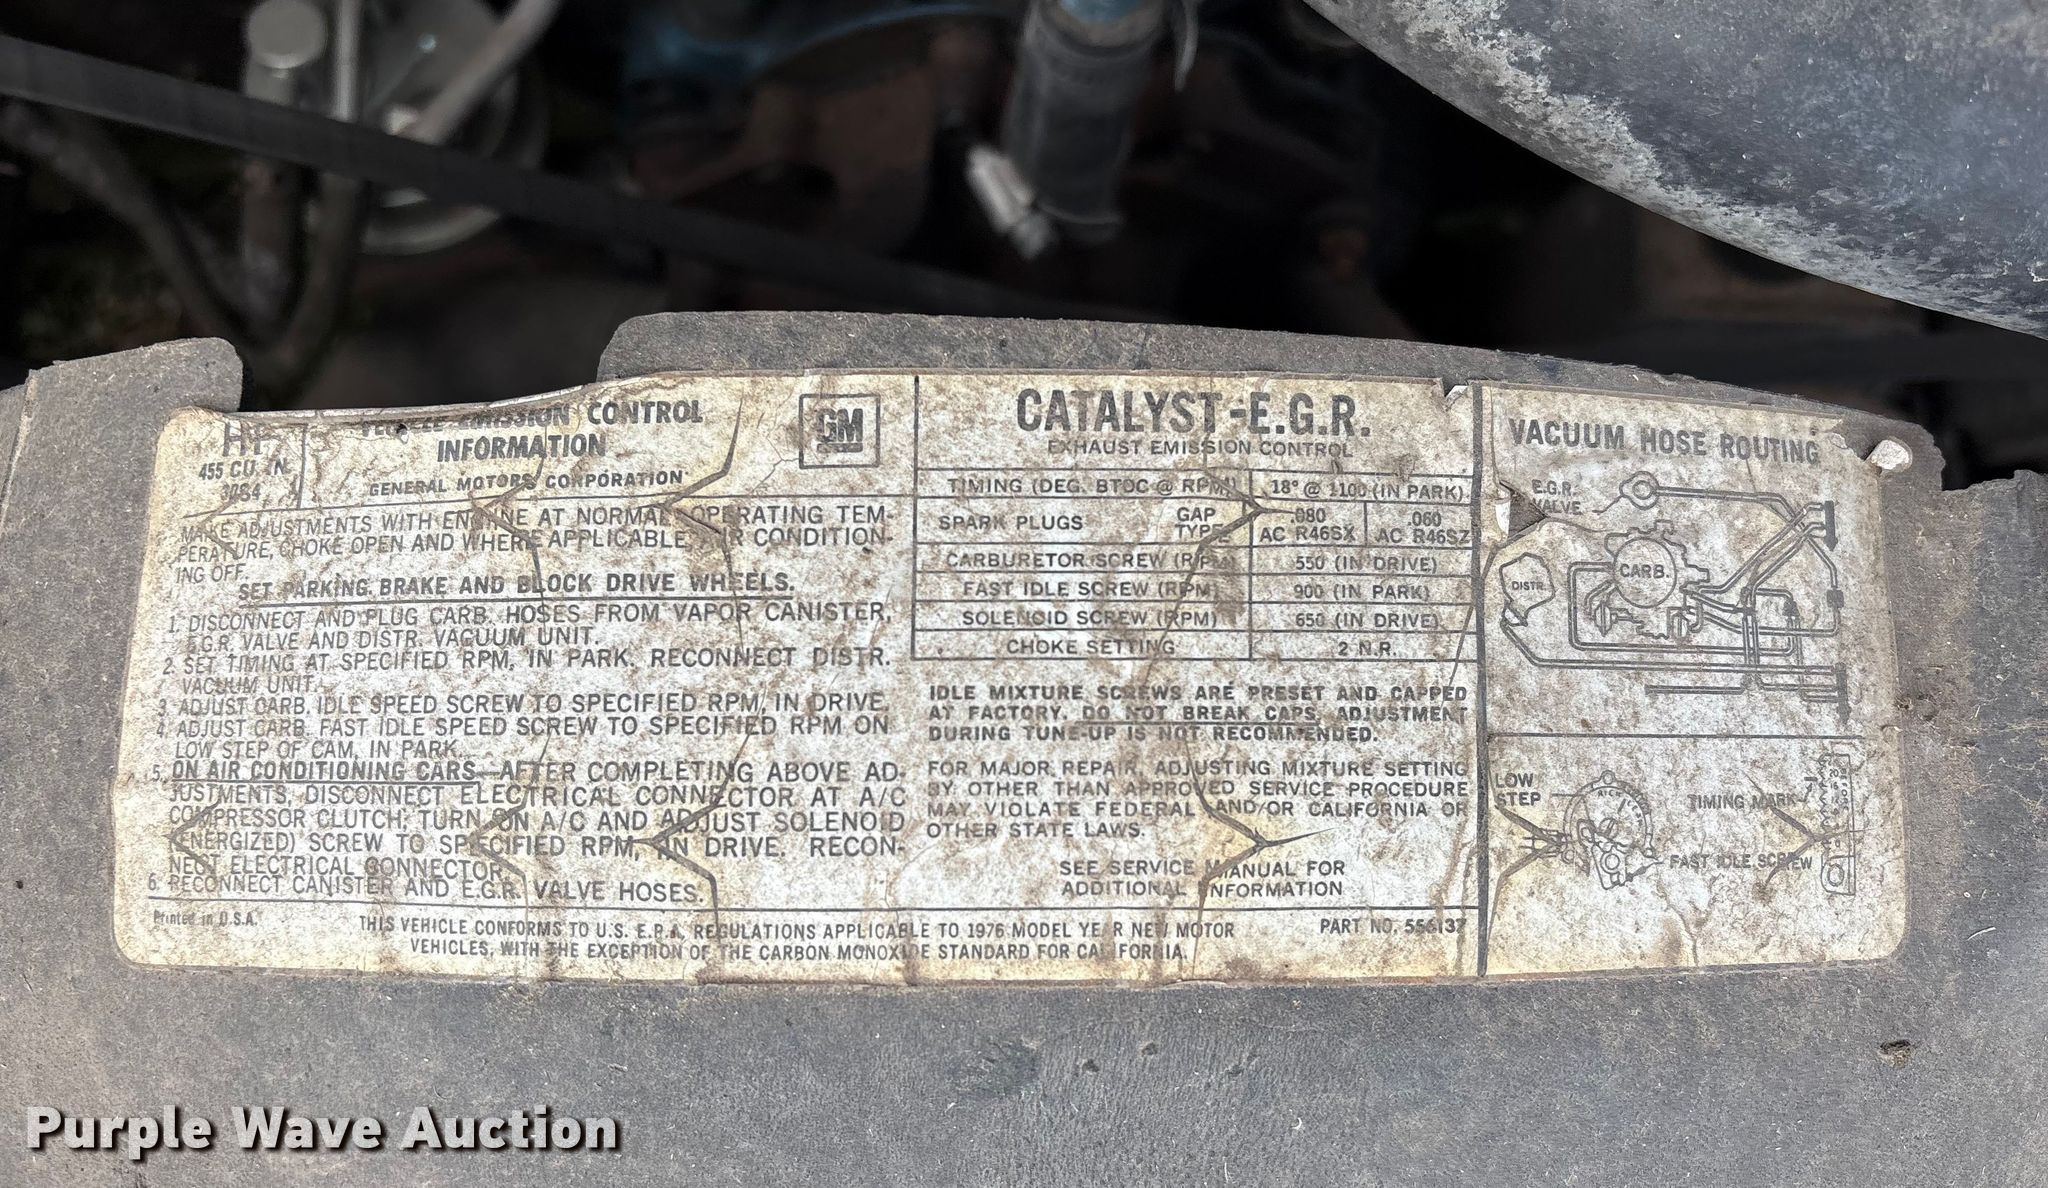 455 CU. IN.
VEHICLE EMISSION CONTROL
INFORMATION
GENERAL MOTORS CORPORATION
GM
MAKE ADJUSTMENTS WITH ENGINE AT NORMAL OPERATING TEM-
PERATURE, CHOKE OPEN AND WHERE APPLICABLE, AIR CONDITION-
ING OFF.
SET PARKING BRAKE AND BLOCK DRIVE WHEELS.
1. DISCONNECT AND PLUG CARB. HOSES FROM VAPOR CANISTER,
E.G.R. VALVE AND DISTR. VACUUM UNIT.
2. SET TIMING AT SPECIFIED RPM, IN PARK. RECONNECT DISTR.
VACUUM UNIT.
3. ADJUST CARB. IDLE SPEED SCREW TO SPECIFIED RPM, IN DRIVE.
4. ADJUST CARB. FAST IDLE SPEED SCREW TO SPECIFIED RPM ON
LOW STEP OF CAM, IN PARK.
5. ON AIR CONDITIONING CARS—AFTER COMPLETING ABOVE AD-
JUSTMENTS, DISCONNECT ELECTRICAL CONNECTOR AT A/C
COMPRESSOR CLUTCH, TURN ON A/C AND ADJUST SOLENOID
(ENERGIZED) SCREW TO SPECIFIED RPM, IN DRIVE. RECON-
NECT ELECTRICAL CONNECTOR.
6. RECONNECT CANISTER AND E.G.R. VALVE HOSES.
CATALYST-E.G.R.
EXHAUST EMISSION CONTROL
TIMING (DEG. BTDC @ RPM) 18° @ 1100 (IN PARK)
SPARK PLUGS GAP .080 .060
TYPE AC R46SX AC R46SZ
CARBURETOR SCREW (RPM) 550 (IN DRIVE)
FAST IDLE SCREW (RPM) 900 (IN PARK)
SOLENOID SCREW (RPM) 650 (IN DRIVE)
CHOKE SETTING 2 N.R.
IDLE MIXTURE SCREWS ARE PRESET AND CAPPED
AT FACTORY. DO NOT BREAK CAPS. ADJUSTMENT
DURING TUNE-UP IS NOT RECOMMENDED.
FOR MAJOR REPAIR, ADJUSTING MIXTURE SETTING
BY OTHER THAN APPROVED SERVICE PROCEDURE
MAY VIOLATE FEDERAL AND/OR CALIFORNIA OR
OTHER STATE LAWS.
SEE SERVICE MANUAL FOR
ADDITIONAL INFORMATION
VACUUM HOSE ROUTING
E.G.R.
VALVE
CARB.
DISTR.
LOW
STEP
TIMING MARK
FAST IDLE SCREW
Printed in U.S.A.
THIS VEHICLE CONFORMS TO U.S. E.P.A. REGULATIONS APPLICABLE TO 1976 MODEL YEAR NEW MOTOR
VEHICLES, WITH THE EXCEPTION OF THE CARBON MONOXIDE STANDARD FOR CALIFORNIA.
PART NO. 556137
Purple Wave Auction